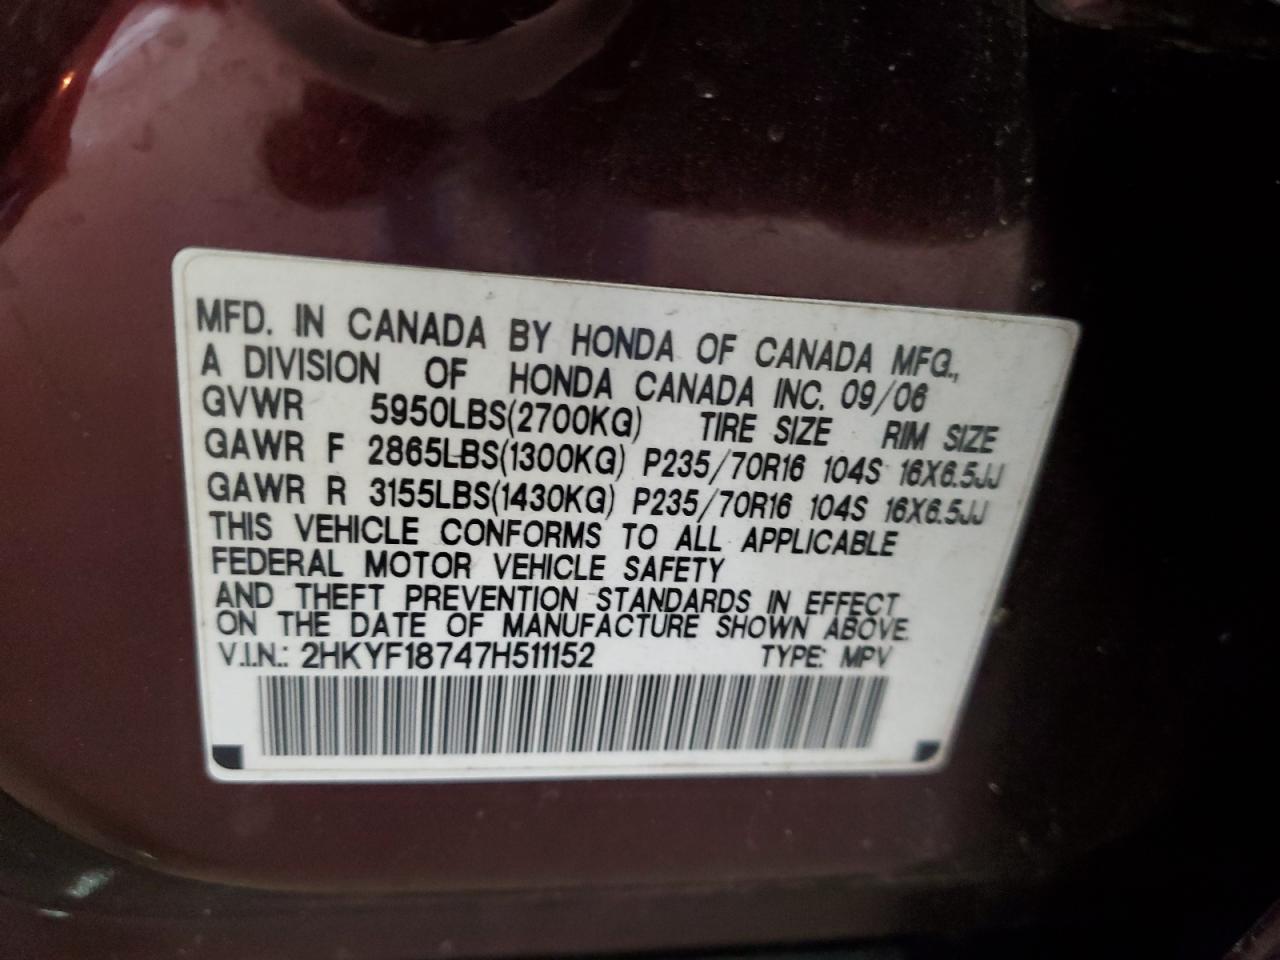 MFD. IN CANADA BY HONDA OF CANADA MFG.,
A DIVISION OF HONDA CANADA INC. 09/06
GVWR 5950LBS(2700KG) TIRE SIZE RIM SIZE
GAWR F 2865LBS(1300KG) P235/70R16 104S 16X6.5JJ
GAWR R 3155LBS(1430KG) P235/70R16 104S 16X6.5JJ
THIS VEHICLE CONFORMS TO ALL APPLICABLE
FEDERAL MOTOR VEHICLE SAFETY
AND THEFT PREVENTION STANDARDS IN EFFECT
ON THE DATE OF MANUFACTURE SHOWN ABOVE.
V.I.N.: 2HKYF18747H511152 TYPE: MPV